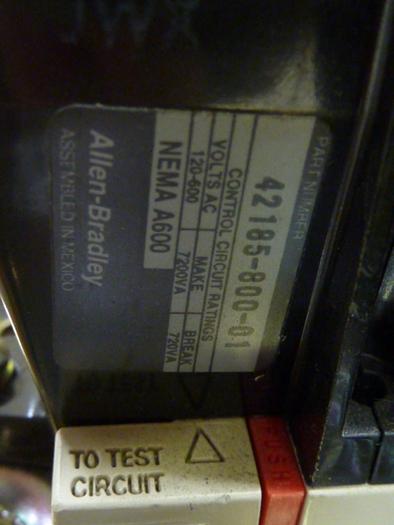 PART NUMBER
42185-800-01
CONTROL CIRCUIT RATINGS
VOLTS AC MAKE BREAK
120-600 7200VA 720VA
NEMA A600
Allen-Bradley
ASSEMBLED IN MEXICO
TO TEST
CIRCUIT
PUSH